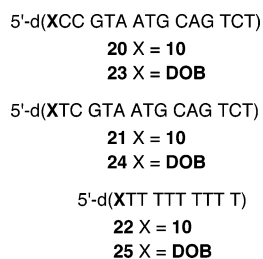 5'-d(XCC GTA ATG CAG TCT)
20 X = 10
23 X = DOB
5'-d(XTC GTA ATG CAG TCT)
21 X = 10
24 X = DOB
5'-d(XTT TTT TTT T)
22 X = 10
25 X = DOB